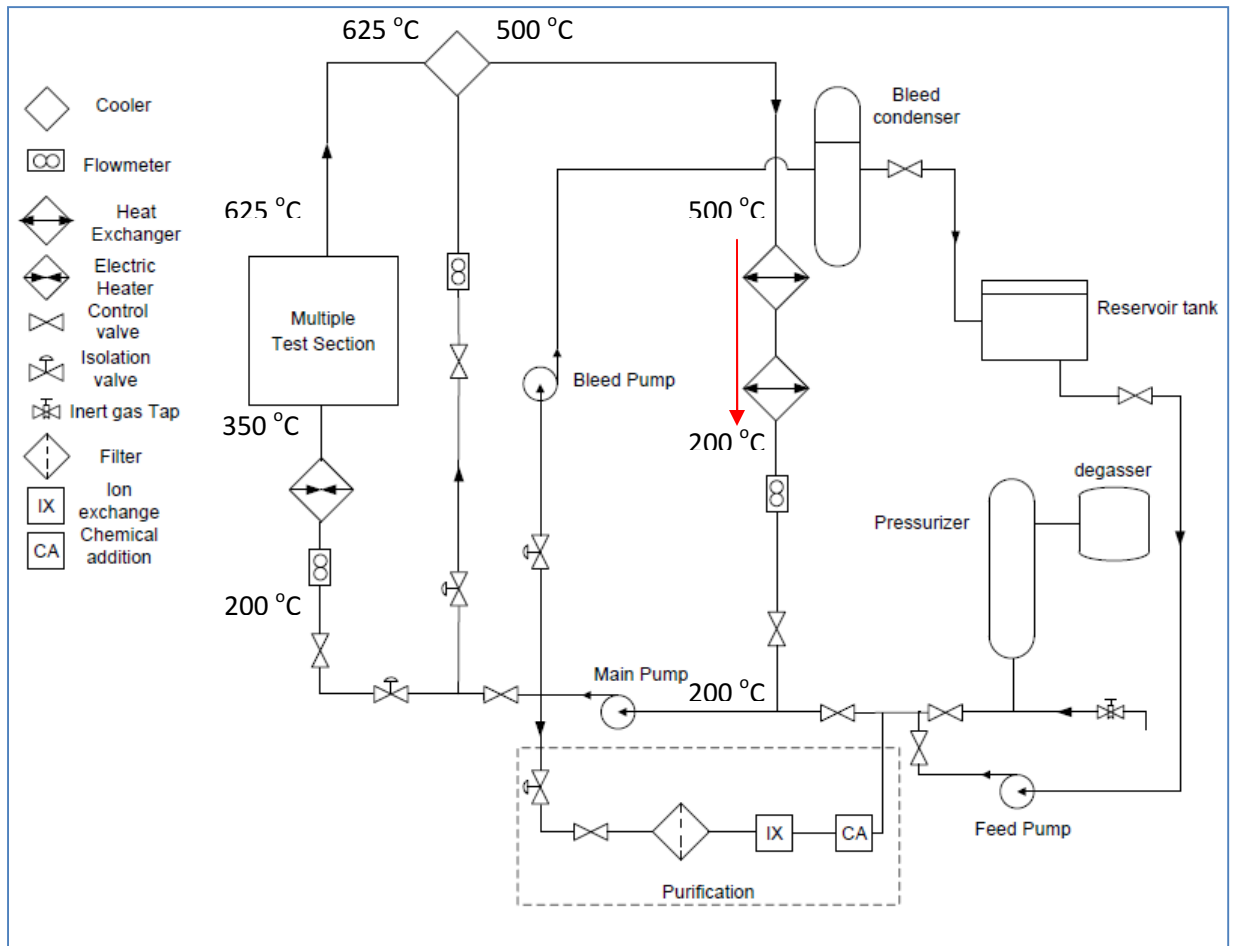 625 °C
500 °C
Cooler
Flowmeter
Heat
Exchanger
Electric
Heater
Control
valve
Isolation
valve
Inert gas Tap
Filter
IX
Ion
exchange
CA
Chemical
addition
625 °C
Multiple
Test Section
350 °C
200 °C
Bleed
condenser
500 °C
200 °C
Bleed Pump
Reservoir tank
degasser
Pressurizer
Main Pump
200 °C
Feed Pump
IX
CA
Purification